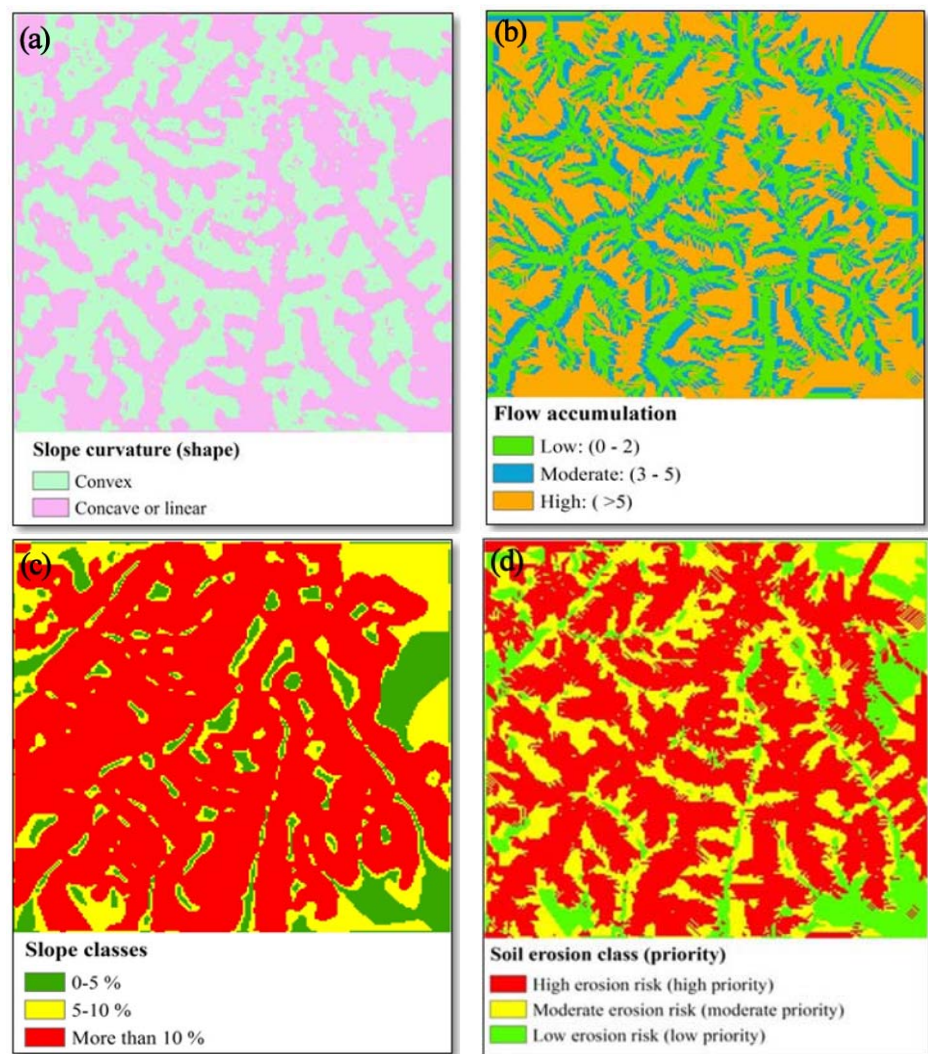 (a)
Slope curvature (shape)
Convex
Concave or linear
(b)
Flow accumulation
Low: (0 - 2)
Moderate: (3 - 5)
High: ( >5)
(c)
Slope classes
0-5 %
5-10 %
More than 10 %
(d)
Soil erosion class (priority)
High erosion risk (high priority)
Moderate erosion risk (moderate priority)
Low erosion risk (low priority)